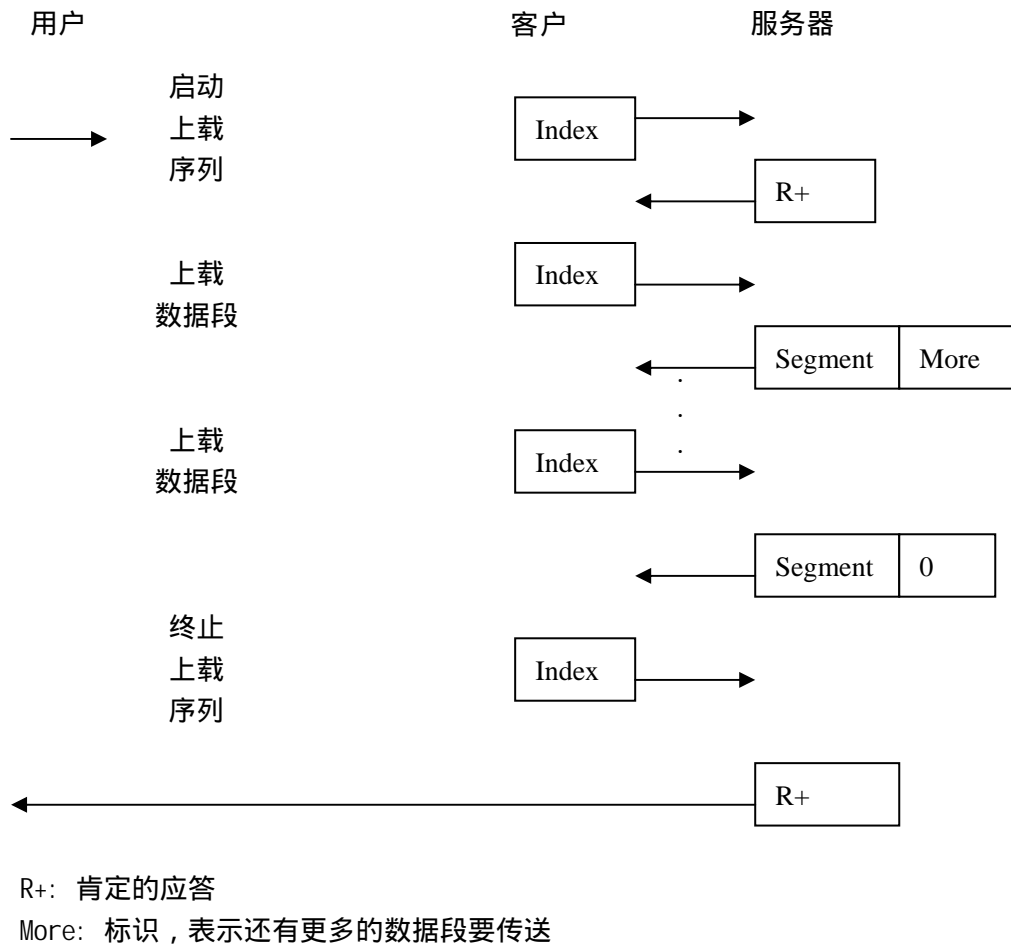 用户 客户 服务器
启动
上载
序列
Index
R+
上载
数据段
Index
Segment More
.
.
.
上载
数据段
Index
Segment 0
终止
上载
序列
Index
R+
R+: 肯定的应答
More: 标识，表示还有更多的数据段要传送